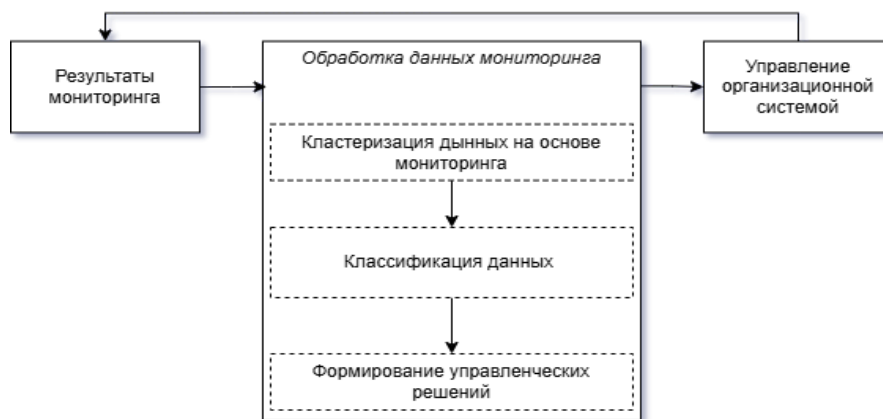 Результаты
мониторинга
Обработка данных мониторинга
Кластеризация дынных на основе
мониторинга
Классификация данных
Формирование управленческих
решений
Управление
организационной
системой